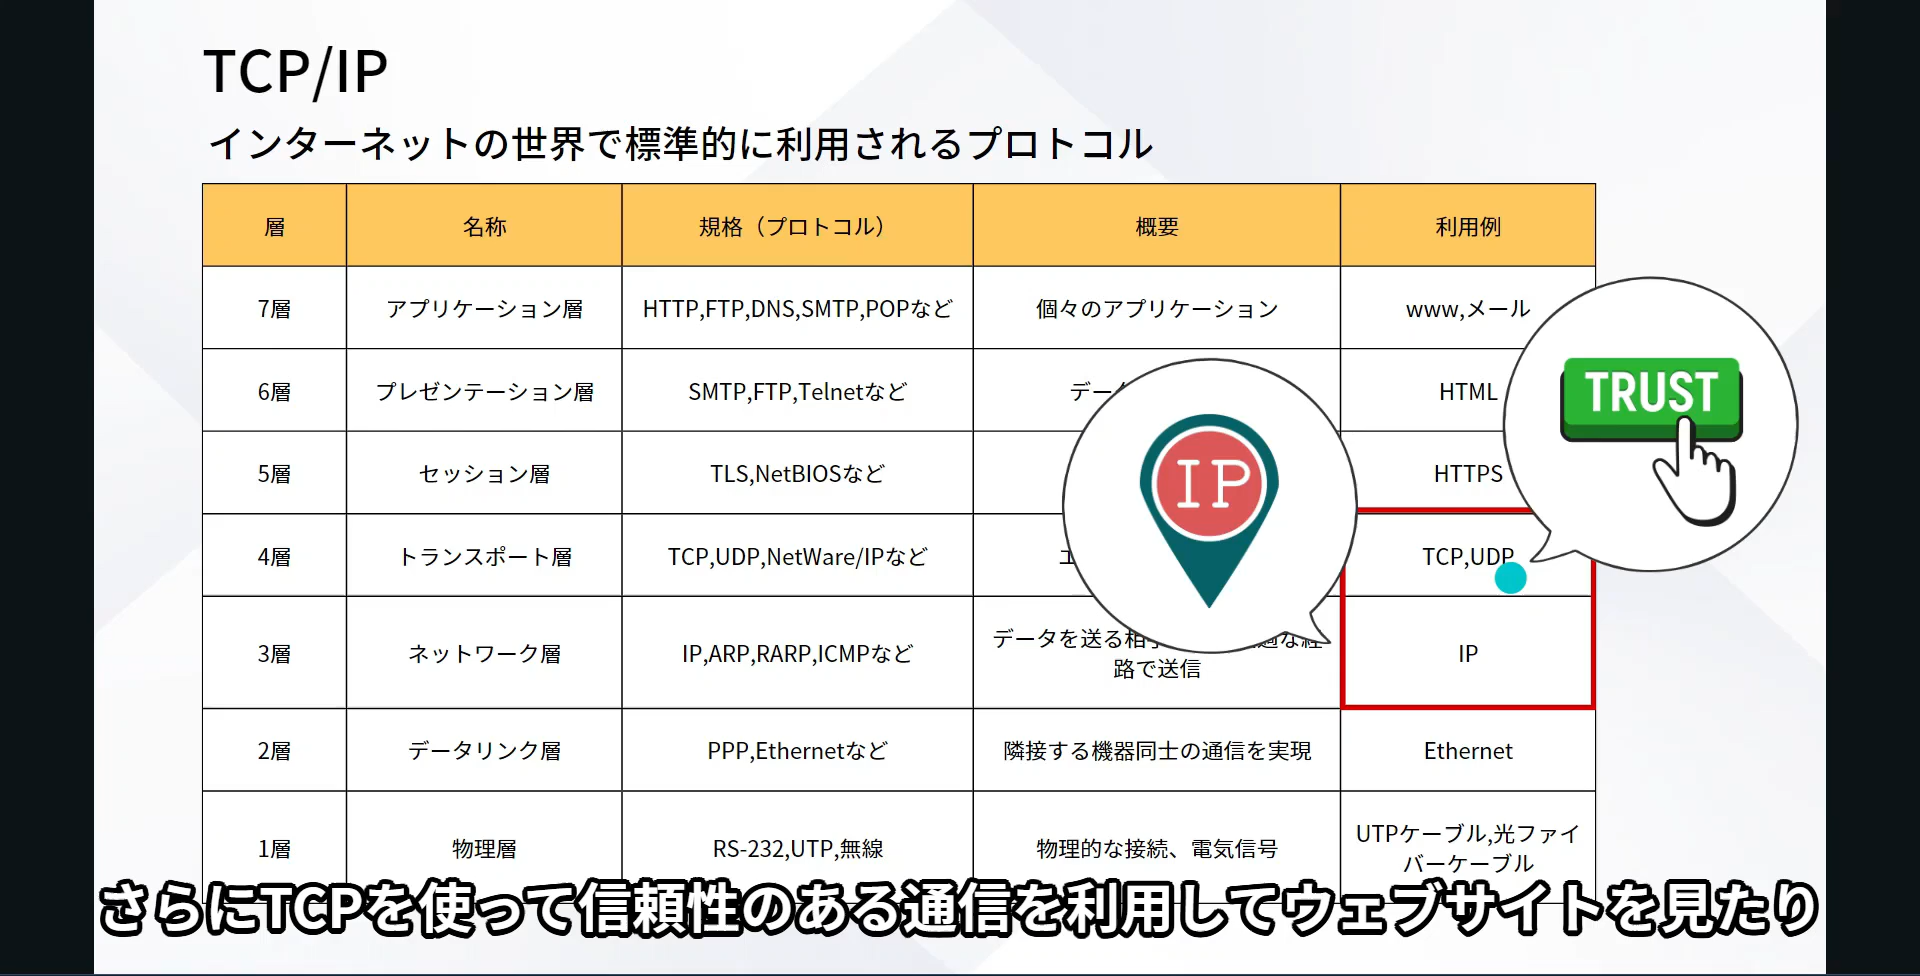 TCP/IP
インターネットの世界で標準的に利用されるプロトコル
層 名称 規格（プロトコル） 概要 利用例
7層 アプリケーション層 HTTP,FTP,DNS,SMTP,POPなど 個々のアプリケーション www,メール
6層 プレゼンテーション層 SMTP,FTP,Telnetなど HTML
5層 セッション層 TLS,NetBIOSなど HTTPS
4層 トランスポート層 TCP,UDP,NetWare/IPなど TCP,UDP
3層 ネットワーク層 IP,ARP,RARP,ICMPなど データを送る
路で送信
IP
2層 データリンク層 PPP,Ethernetなど 隣接する機器同士の通信を実現 Ethernet
1層 物理層 RS-232,UTP,無線 物理的な接続、電気信号 UTPケーブル,光ファイ
バーケーブル
IP
TRUST
さらにTCPを使って信頼性のある通信を利用してウェブサイトを見たり